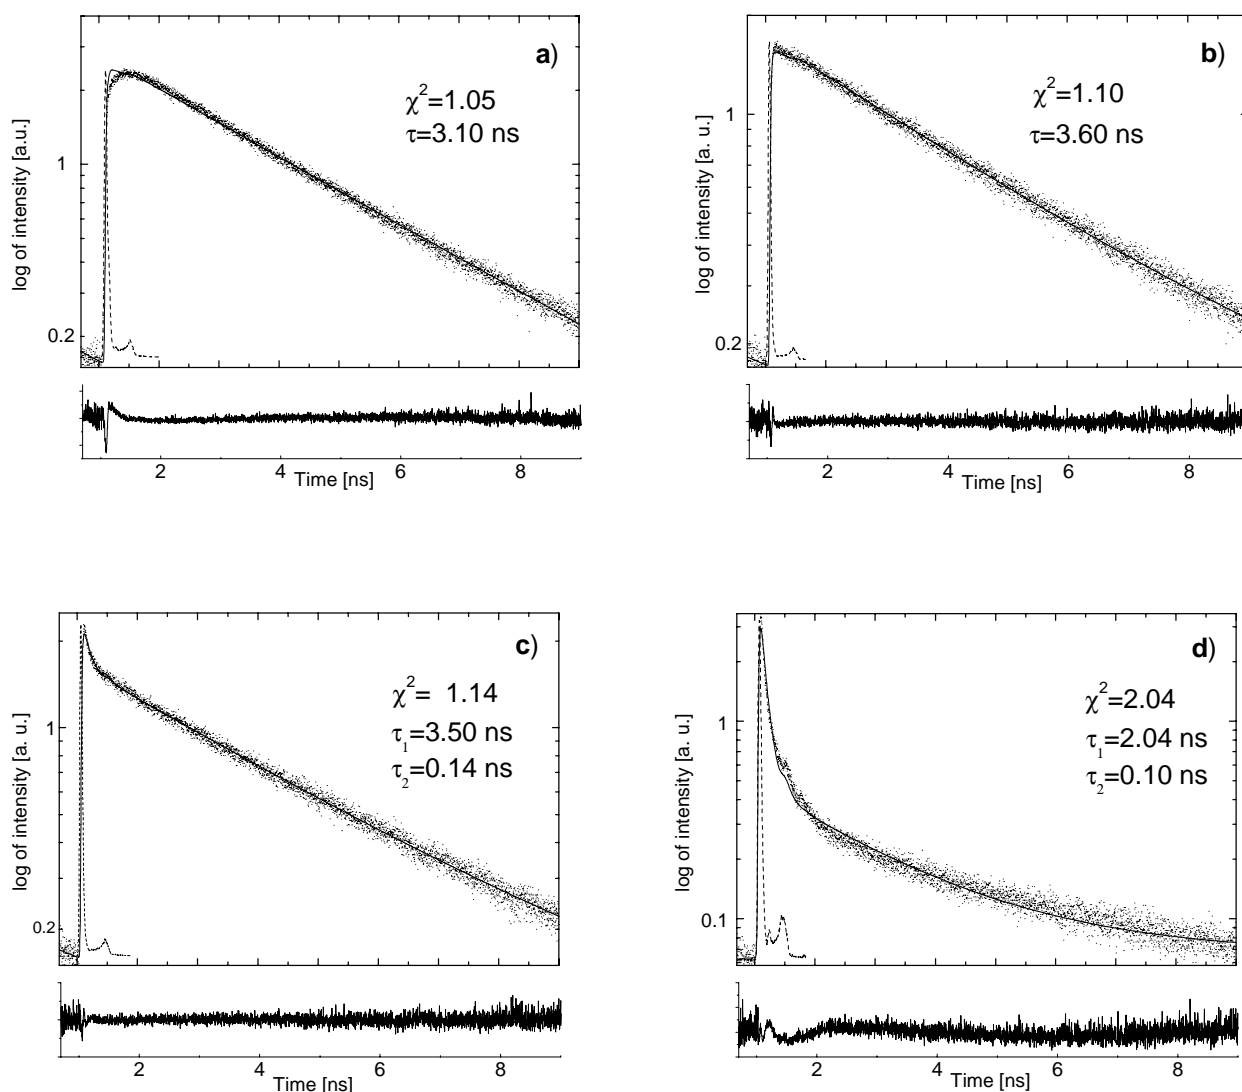 a)
χ²=1.05
τ=3.10 ns
log of intensity [a.u.]
1
0.2
2 4 6 8
Time [ns]
b)
χ²=1.10
τ=3.60 ns
log of intensity [a. u.]
1
0.2
2 4 6 8
Time [ns]
c)
χ²= 1.14
τ₁=3.50 ns
τ₂=0.14 ns
log of intensity [a. u.]
1
0.2
2 4 6 8
Time [ns]
d)
χ²=2.04
τ₁=2.04 ns
τ₂=0.10 ns
log of intensity [a. u.]
1
0.1
2 4 6 8
Time [ns]